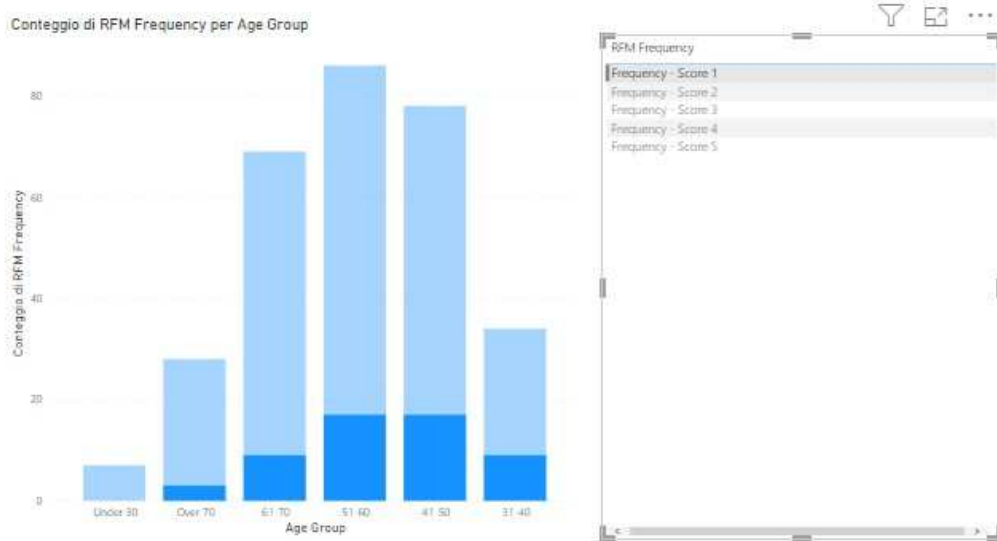 Conteggio di RFM Frequency per Age Group
RFM Frequency
Frequency - Score 1
Frequency - Score 2
Frequency - Score 3
Frequency - Score 4
Frequency - Score 5
Conteggio di RFM Frequency
80
60
40
20
0
Under 30 Over 70 61-70 51-60 41-50 31-40
Age Group